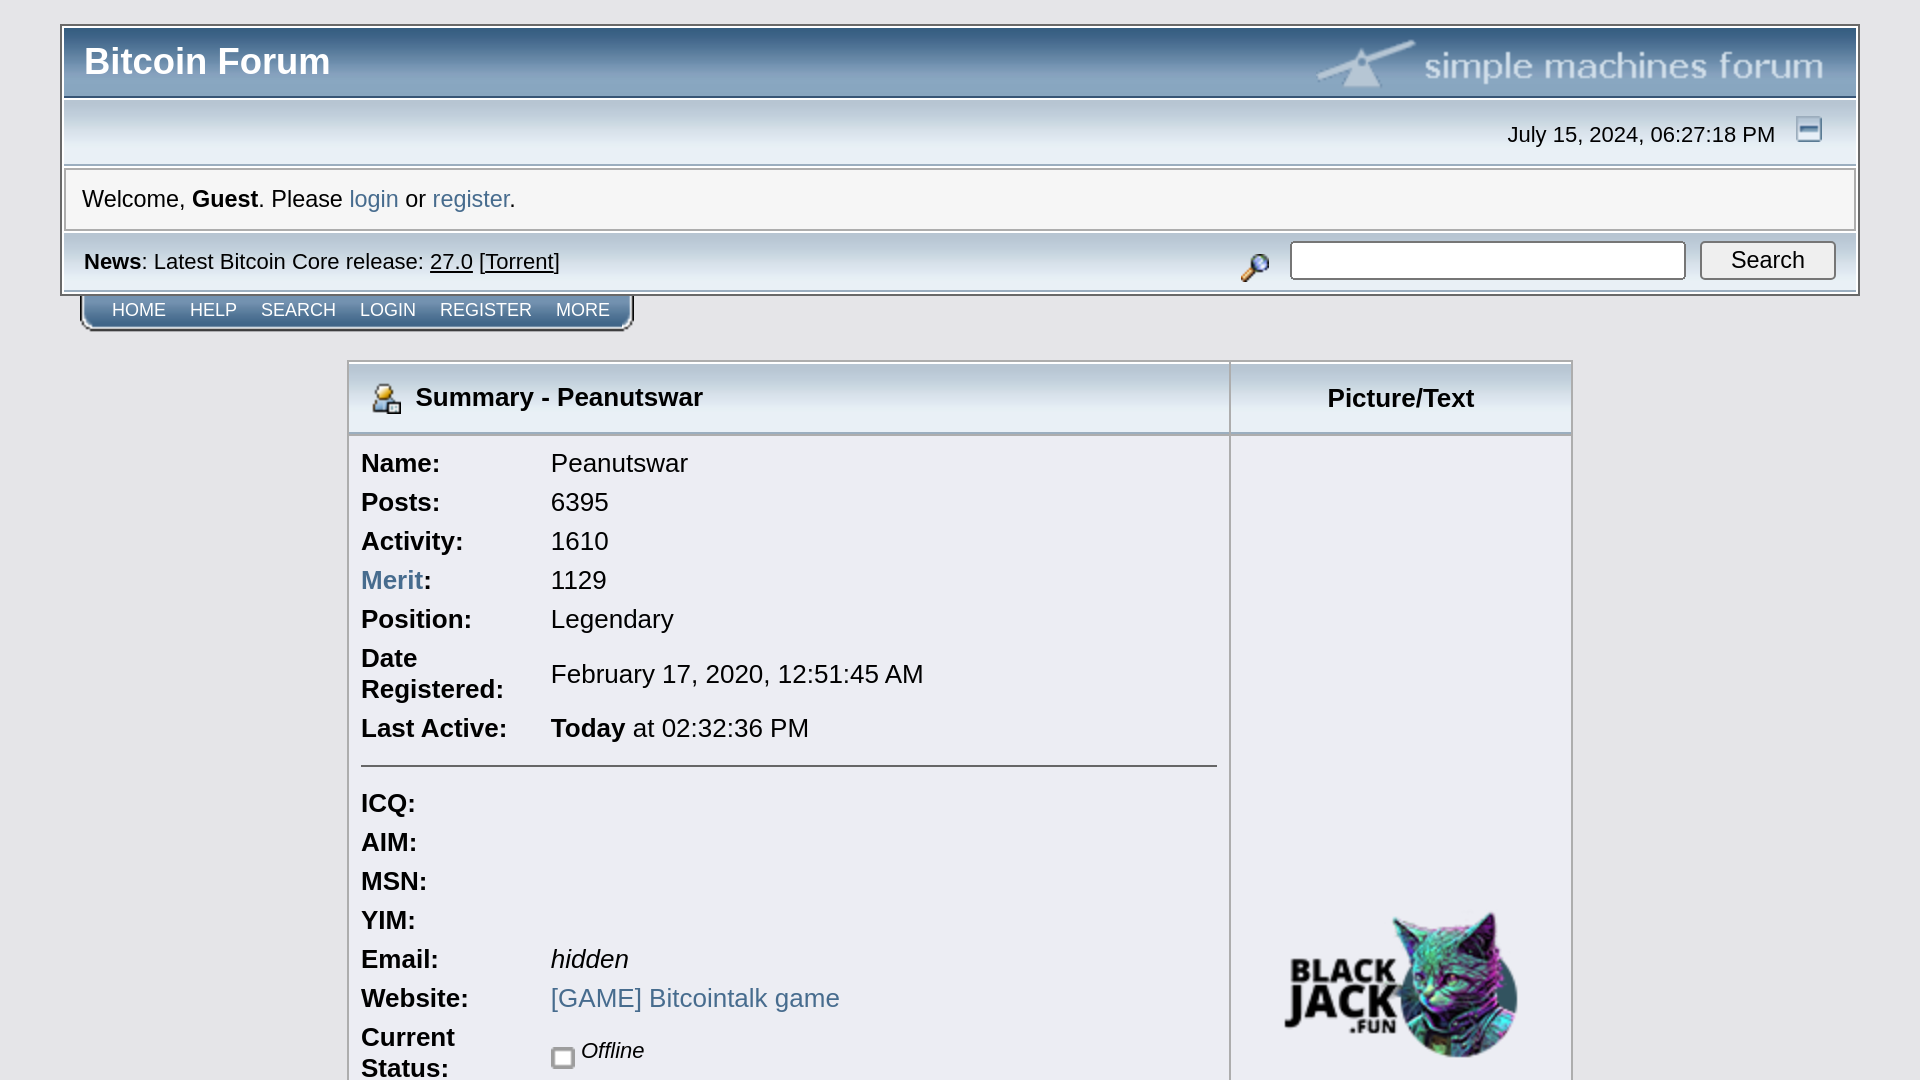 Bitcoin Forum
simple machines forum
July 15, 2024, 06:27:18 PM
Welcome, Guest. Please login or register.
News: Latest Bitcoin Core release: 27.0 [Torrent]
Search
HOME HELP SEARCH LOGIN REGISTER MORE
Summary - Peanutswar
Picture/Text
Name: Peanutswar
Posts: 6395
Activity: 1610
Merit: 1129
Position: Legendary
Date
Registered: February 17, 2020, 12:51:45 AM
Last Active: Today at 02:32:36 PM
ICQ:
AIM:
MSN:
YIM:
Email: hidden
Website: [GAME] Bitcointalk game
Current
Status: Offline
BLACK
JACK
.FUN